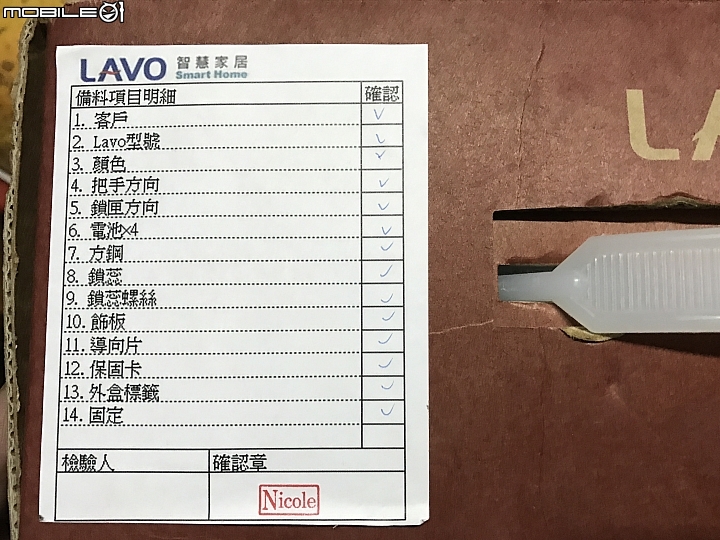 MOBILE01
LAVO 智慧家居
Smart Home
備料項目明細 確認
1. 客戶 ✓
2. Lavo型號 ✓
3. 顏色 ✓
4. 把手方向 ✓
5. 鎖匣方向 ✓
6. 電池×4 ✓
7. 方鋼 ✓
8. 鎖蕊 ✓
9. 鎖蕊螺絲 ✓
10. 飾板 ✓
11. 導向片 ✓
12. 保固卡 ✓
13. 外盒標籤 ✓
14. 固定 ✓
檢驗人 確認章
Nicole
LA